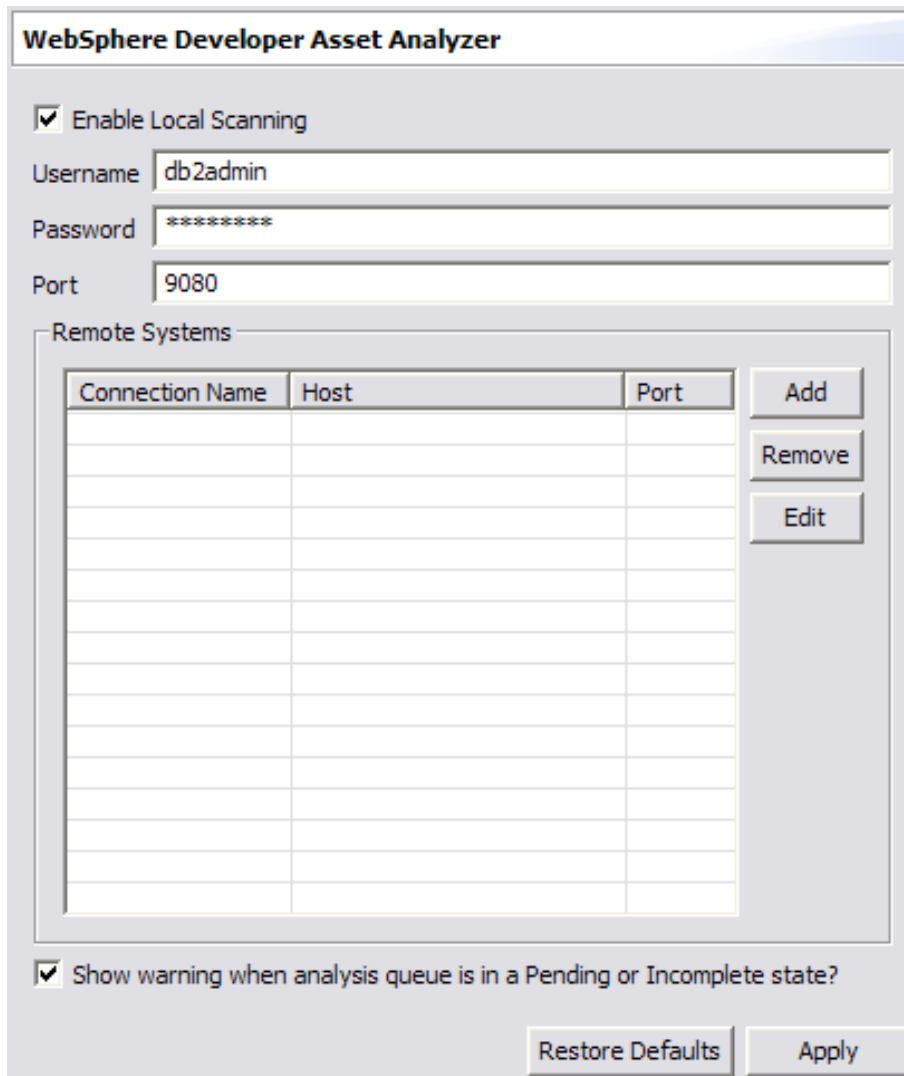 WebSphere Developer Asset Analyzer
Enable Local Scanning
Username db2admin
Password ********
Port 9080
Remote Systems
Connection Name Host Port Add
Remove
Edit
Show warning when analysis queue is in a Pending or Incomplete state?
Restore Defaults Apply